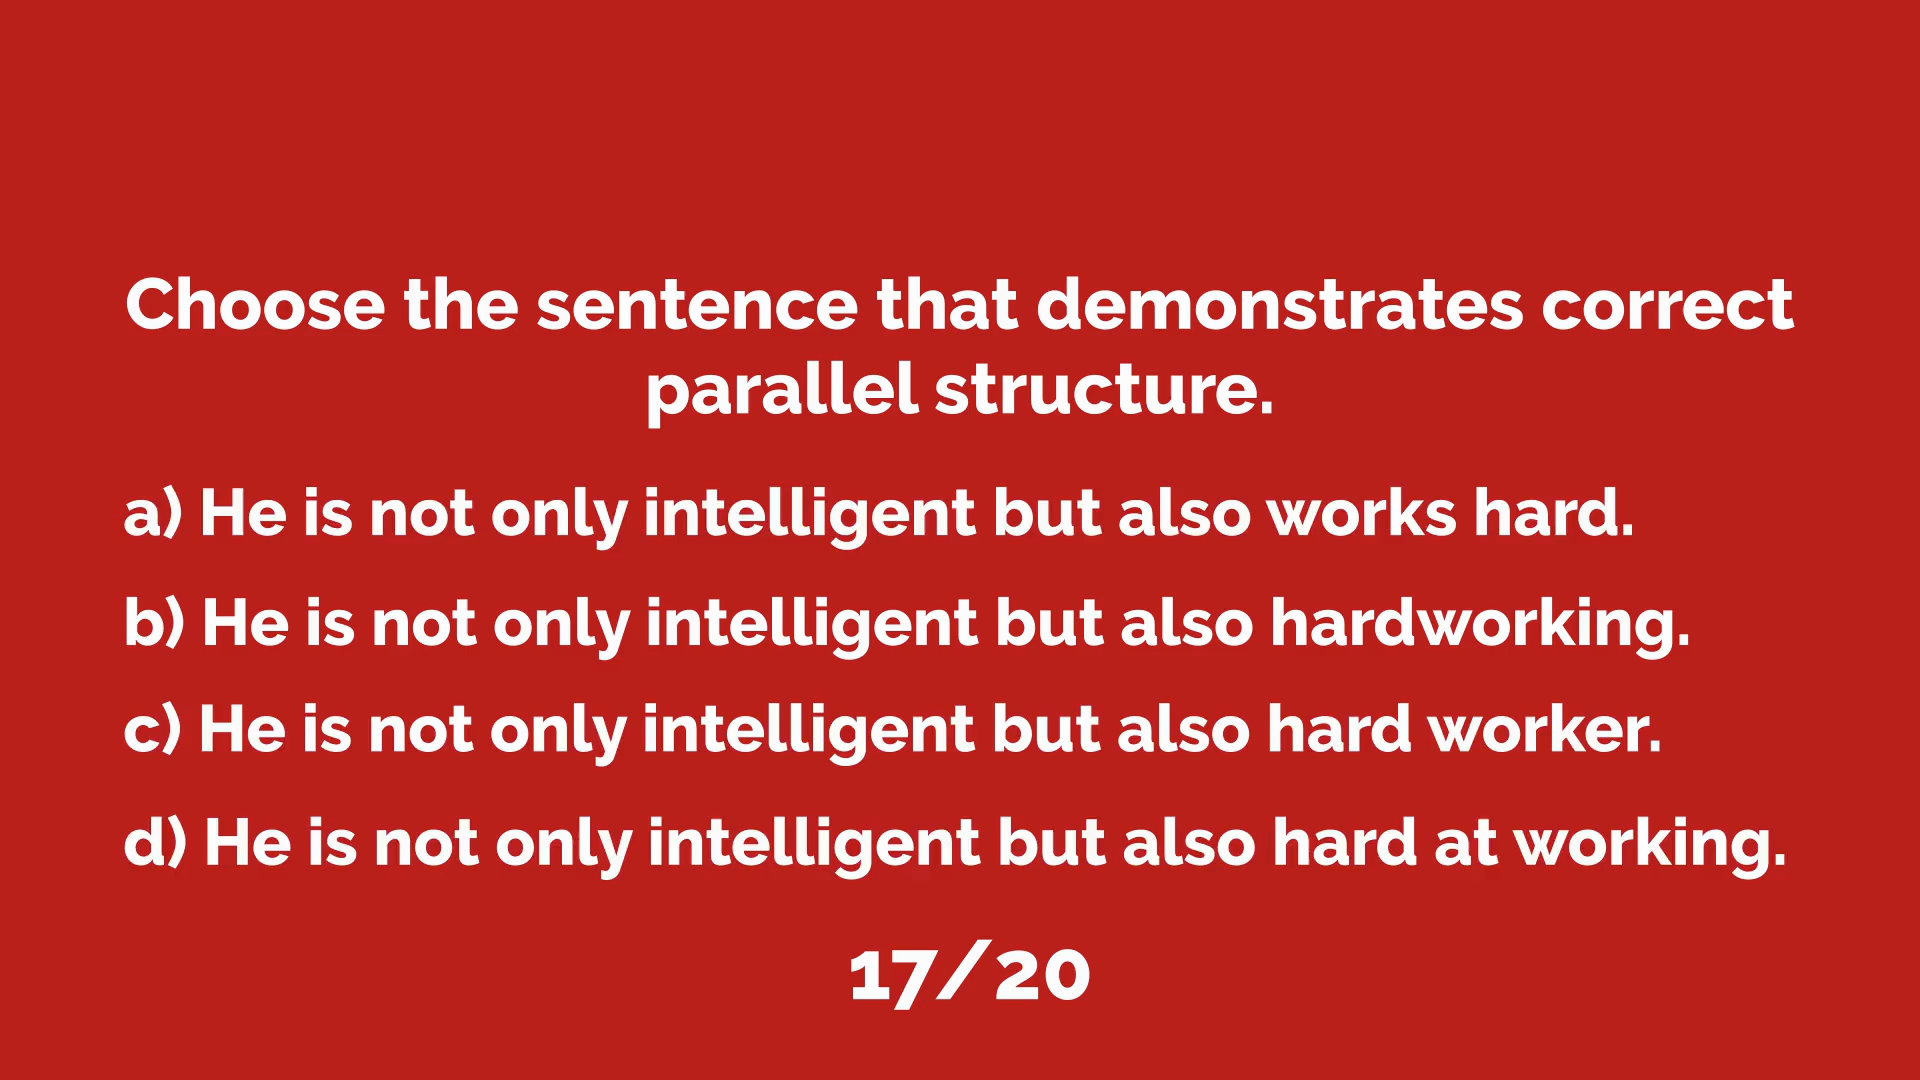 Choose the sentence that demonstrates correct
parallel structure.
a) He is not only intelligent but also works hard.
b) He is not only intelligent but also hardworking.
c) He is not only intelligent but also hard worker.
d) He is not only intelligent but also hard at working.
17/20